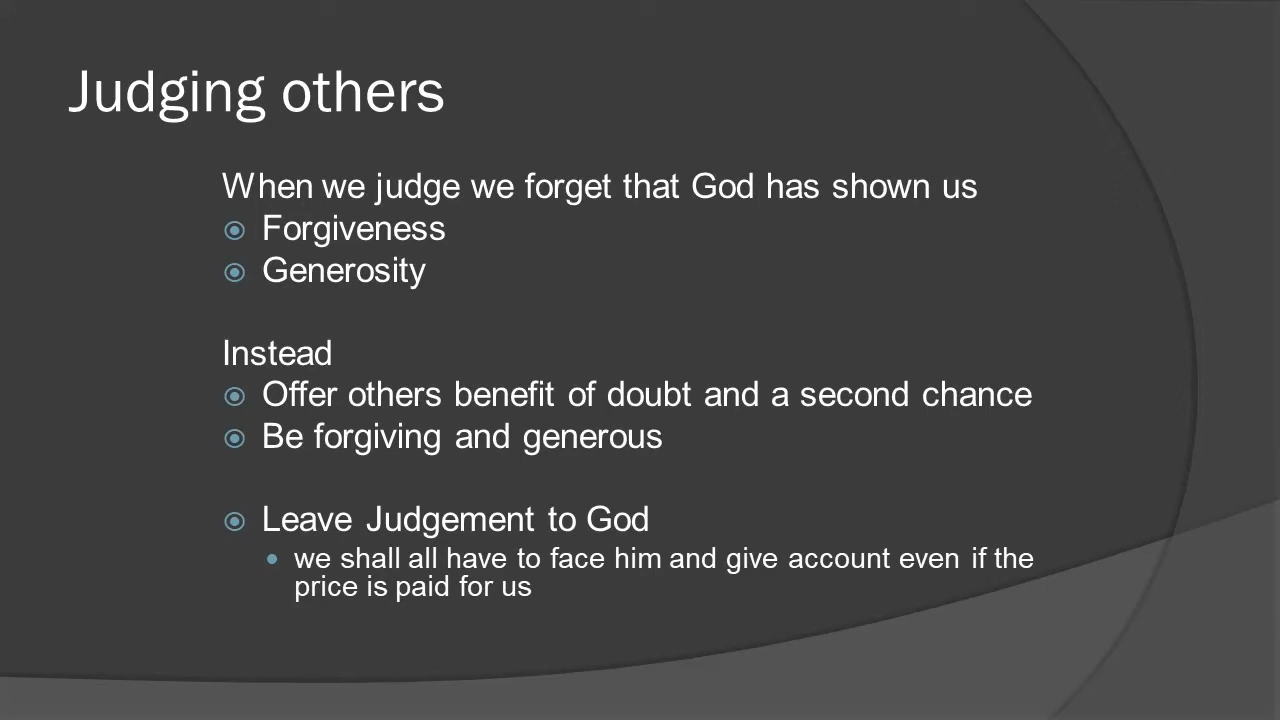 Judging others
When we judge we forget that God has shown us
Forgiveness
Generosity
Instead
Offer others benefit of doubt and a second chance
Be forgiving and generous
Leave Judgement to God
we shall all have to face him and give account even if the
price is paid for us